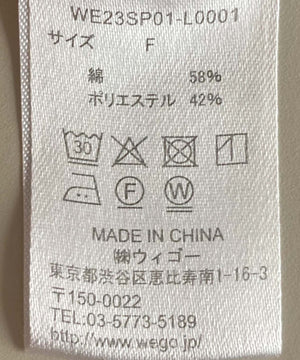 WE23SP01-L0001
サイズ F
綿 58%
ポリエステル 42%
30
F W
MADE IN CHINA
㈱ウィゴー
東京都渋谷区恵比寿南1-16-3
〒150-0022
TEL:03-5773-5189
http://www.wego.jp/